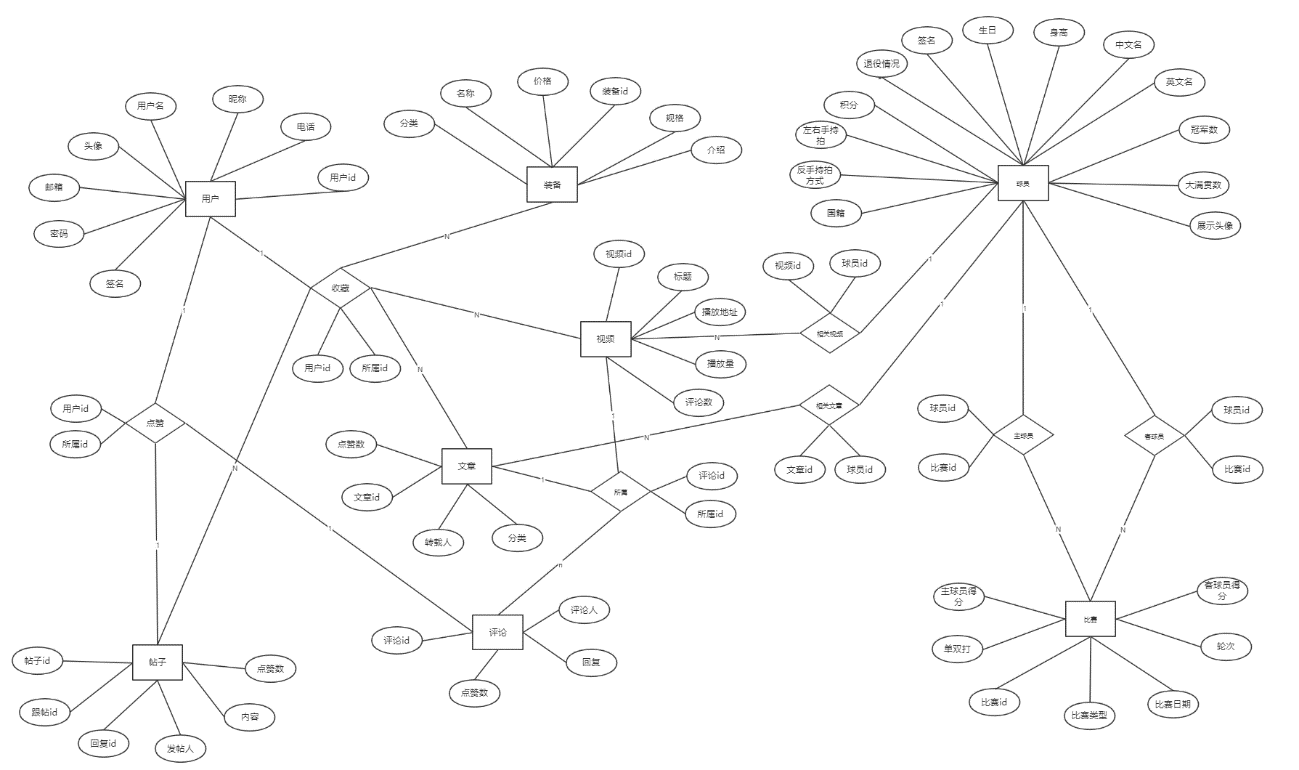 生日
身高
签名
中文名
退役情况
英文名
价格
装备id
名称
规格
昵称
用户名
积分
分类
电话
冠军数
左右手持
拍
头像
介绍
反手持拍
方式
用户id
邮箱
装备
球员
大满贯数
用户
国籍
展示头像
密码
N
1
视频id
视频id
球员id
1
签名
标题
收藏
1
1
1
1
播放地址
N
相关视频
视频
N
播放量
用户id
所属id
N
评论数
相关文章
用户id
1
球员id
球员id
点赞
N
主球员
客球员
所属id
点赞数
文章
所属
文章id
球员id
比赛id
比赛id
N
评论id
1
文章id
所属id
1
N
N
转载人
分类
1
n
主球员得
分
客球员得
分
评论人
比赛
评论id
评论
轮次
单双打
帖子id
帖子
点赞数
回复
点赞数
比赛id
比赛类型
比赛日期
跟帖id
内容
回复id
发帖人